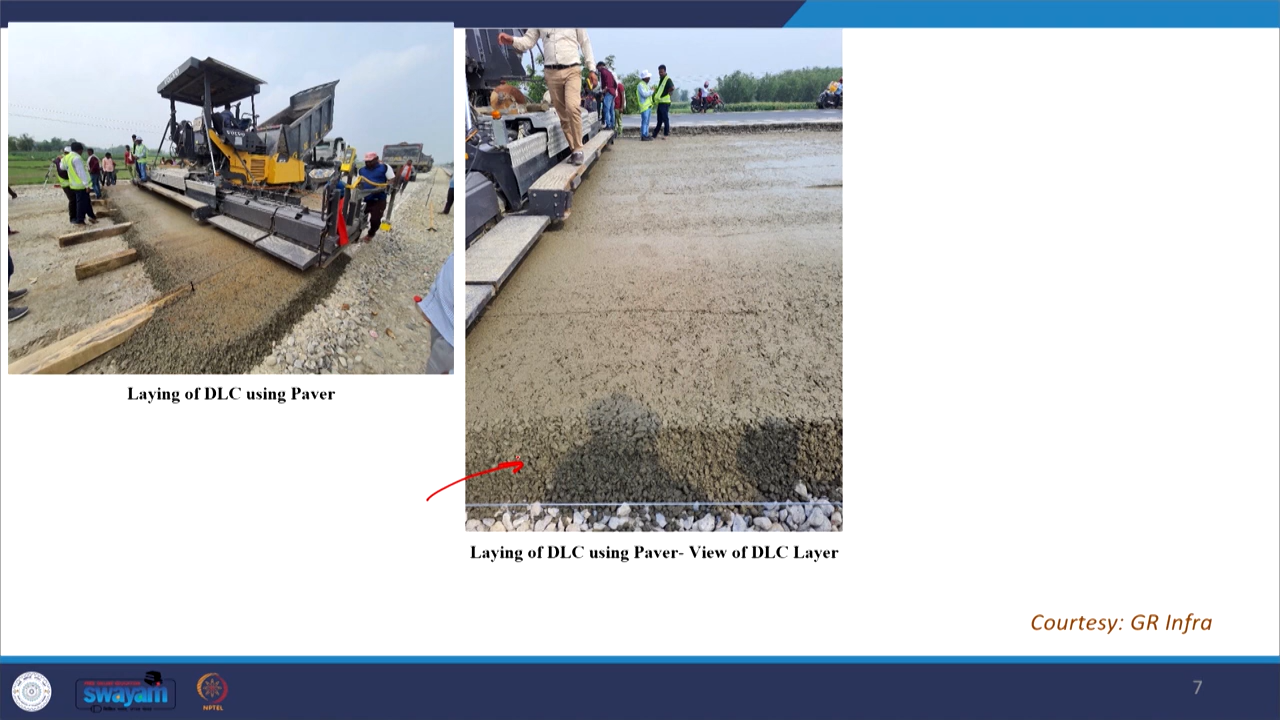 Laying of DLC using Paver
Laying of DLC using Paver- View of DLC Layer
Courtesy: GR Infra
swayam
NPTEL
7